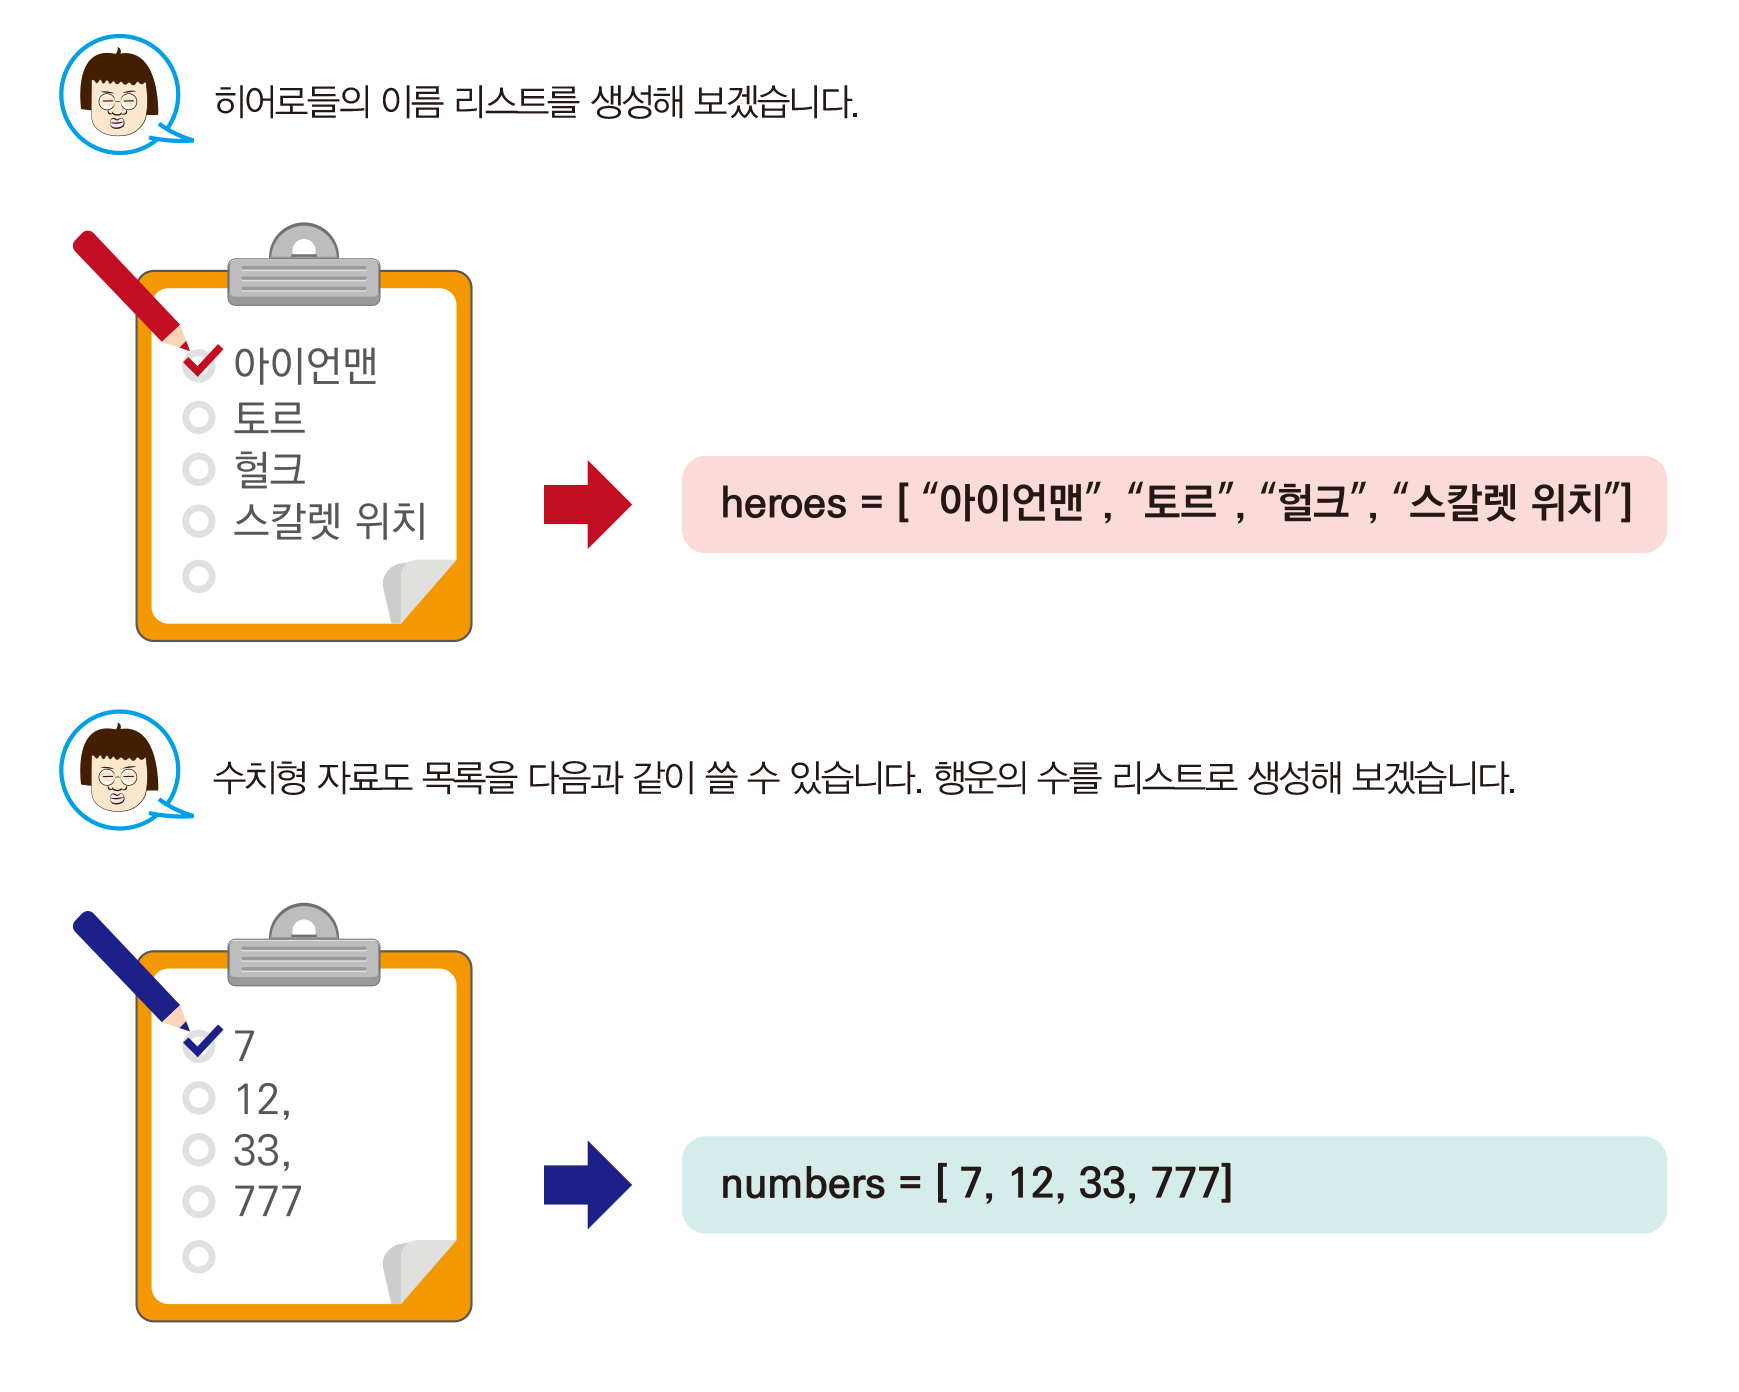 히어로들의 이름 리스트를 생성해 보겠습니다.
아이언맨
토르
헐크
스칼렛 위치
heroes = [ “아이언맨”, “토르”, “헐크”, “스칼렛 위치”]
수치형 자료도 목록을 다음과 같이 쓸 수 있습니다. 행운의 수를 리스트로 생성해 보겠습니다.
7
12,
33,
777
numbers = [ 7, 12, 33, 777]